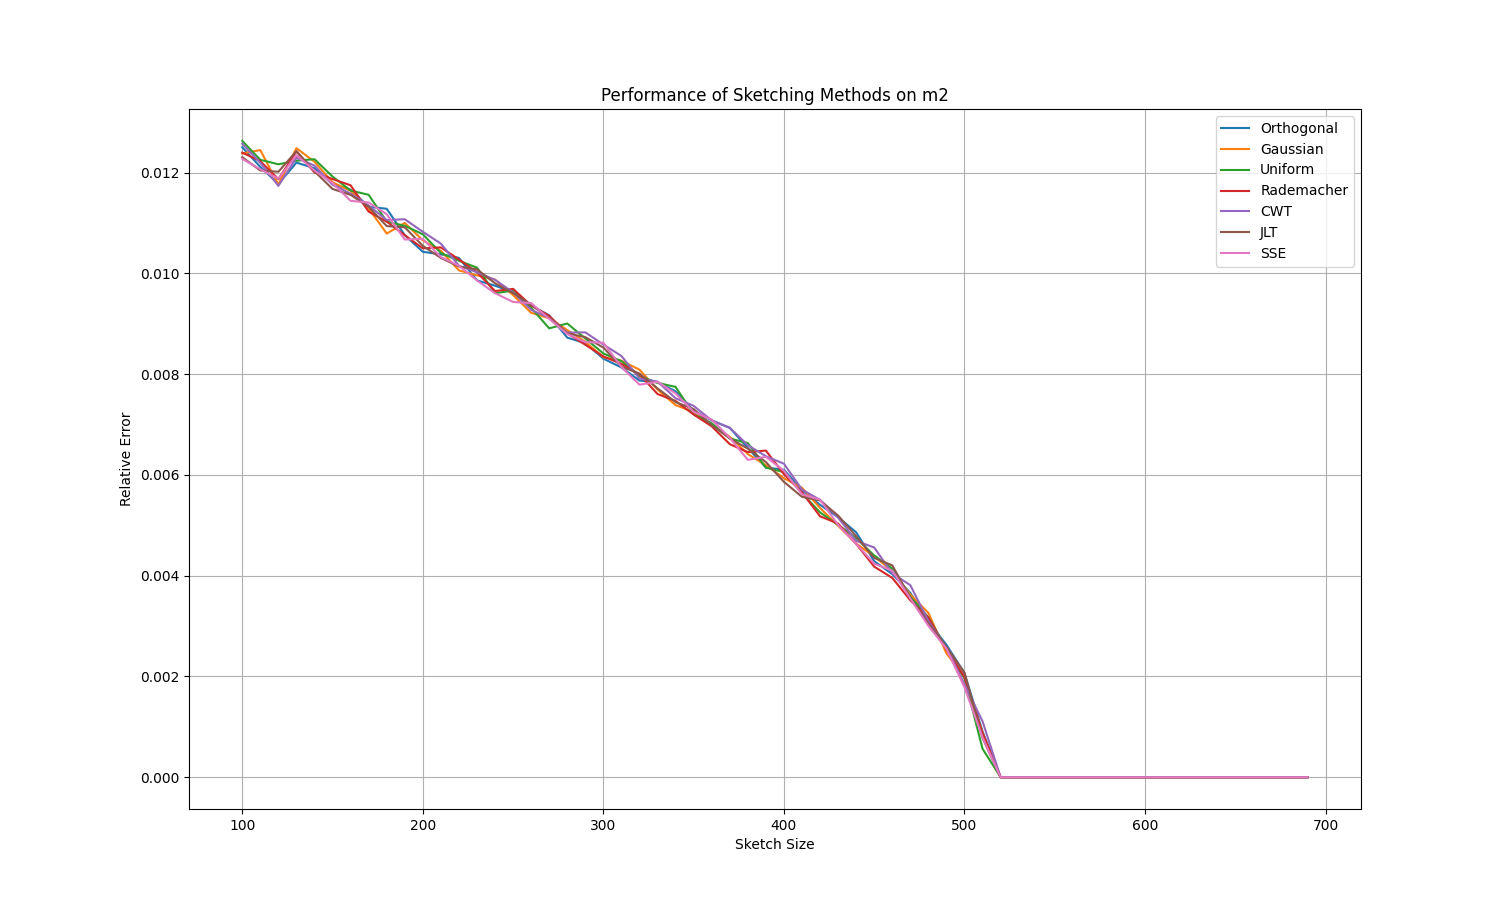 Performance of Sketching Methods on m2
Orthogonal
Gaussian
Uniform
Rademacher
CWT
JLT
SSE
Relative Error
0.012
0.010
0.008
0.006
0.004
0.002
0.000
100 200 300 400 500 600 700
Sketch Size